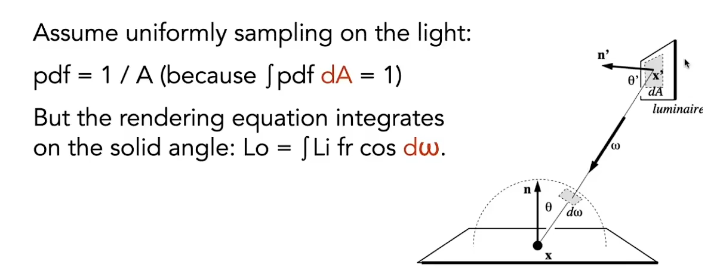 Assume uniformly sampling on the light:
pdf = 1 / A (because ∫pdf dA = 1)
But the rendering equation integrates
on the solid angle: Lo = ∫Li fr cos dω.
n'
θ'
x'
dA
luminaire
ω
n
θ
dω
x